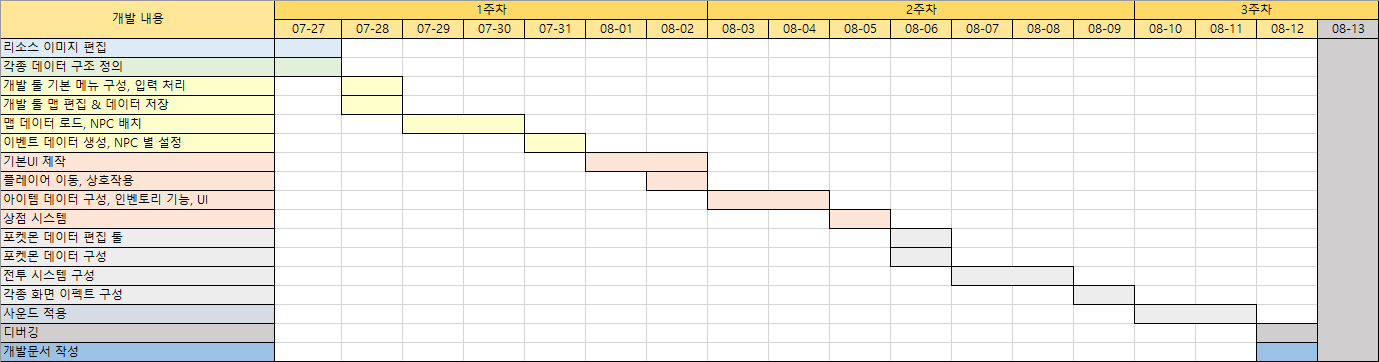 개발 내용
1주차
2주차
3주차
07-27
07-28
07-29
07-30
07-31
08-01
08-02
08-03
08-04
08-05
08-06
08-07
08-08
08-09
08-10
08-11
08-12
08-13
리소스 이미지 편집
각종 데이터 구조 정의
개발 툴 기본 메뉴 구성, 입력 처리
개발 툴 맵 편집 & 데이터 저장
맵 데이터 로드, NPC 배치
이벤트 데이터 생성, NPC 별 설정
기본UI 제작
플레이어 이동, 상호작용
아이템 데이터 구성, 인벤토리 기능, UI
상점 시스템
포켓몬 데이터 편집 툴
포켓몬 데이터 구성
전투 시스템 구성
각종 화면 이펙트 구성
사운드 적용
디버깅
개발문서 작성